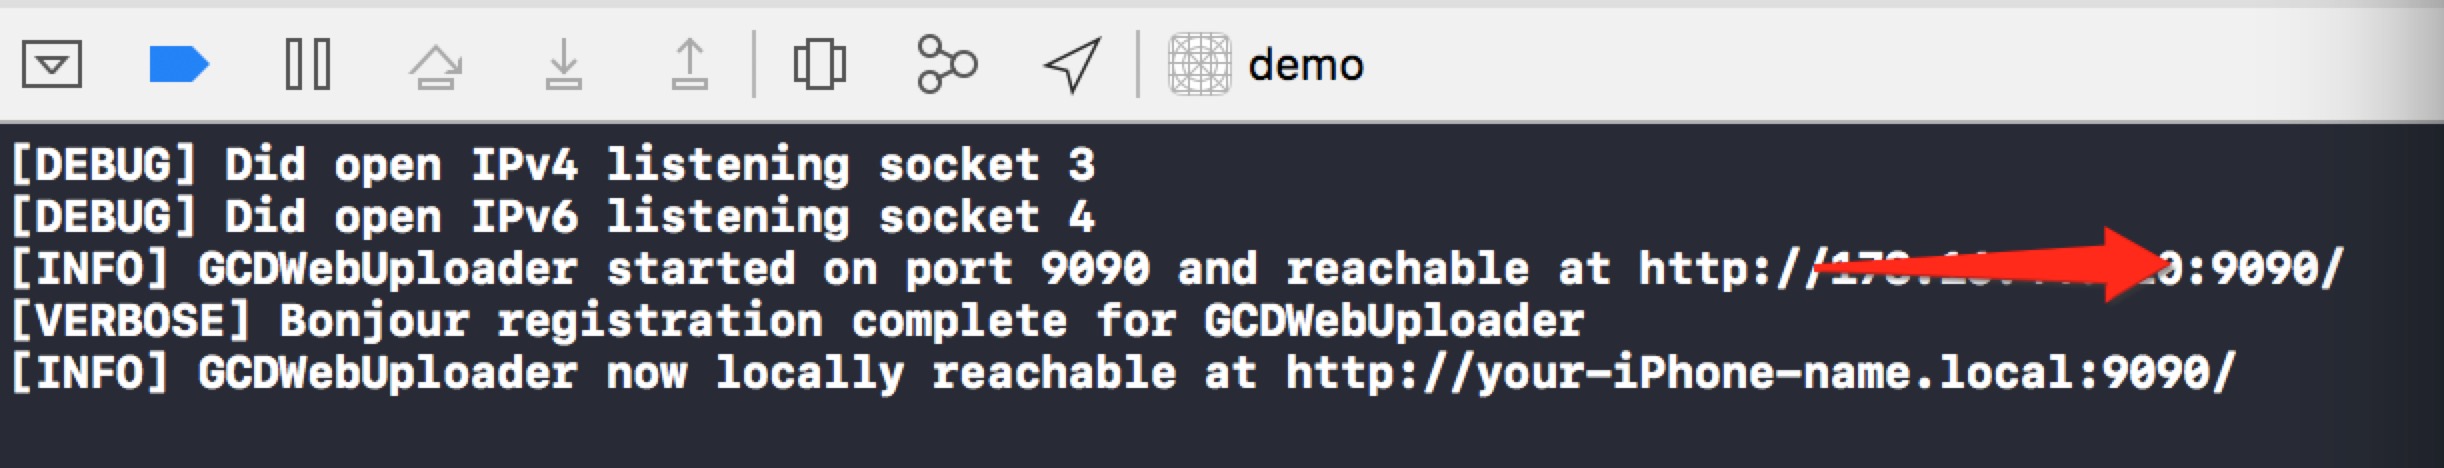 demo
[DEBUG] Did open IPv4 listening socket 3
[DEBUG] Did open IPv6 listening socket 4
[INFO] GCDWebUploader started on port 9090 and reachable at http://
:9090/
[VERBOSE] Bonjour registration complete for GCDWebUploader
[INFO] GCDWebUploader now locally reachable at http://your-iPhone-name.local:9090/